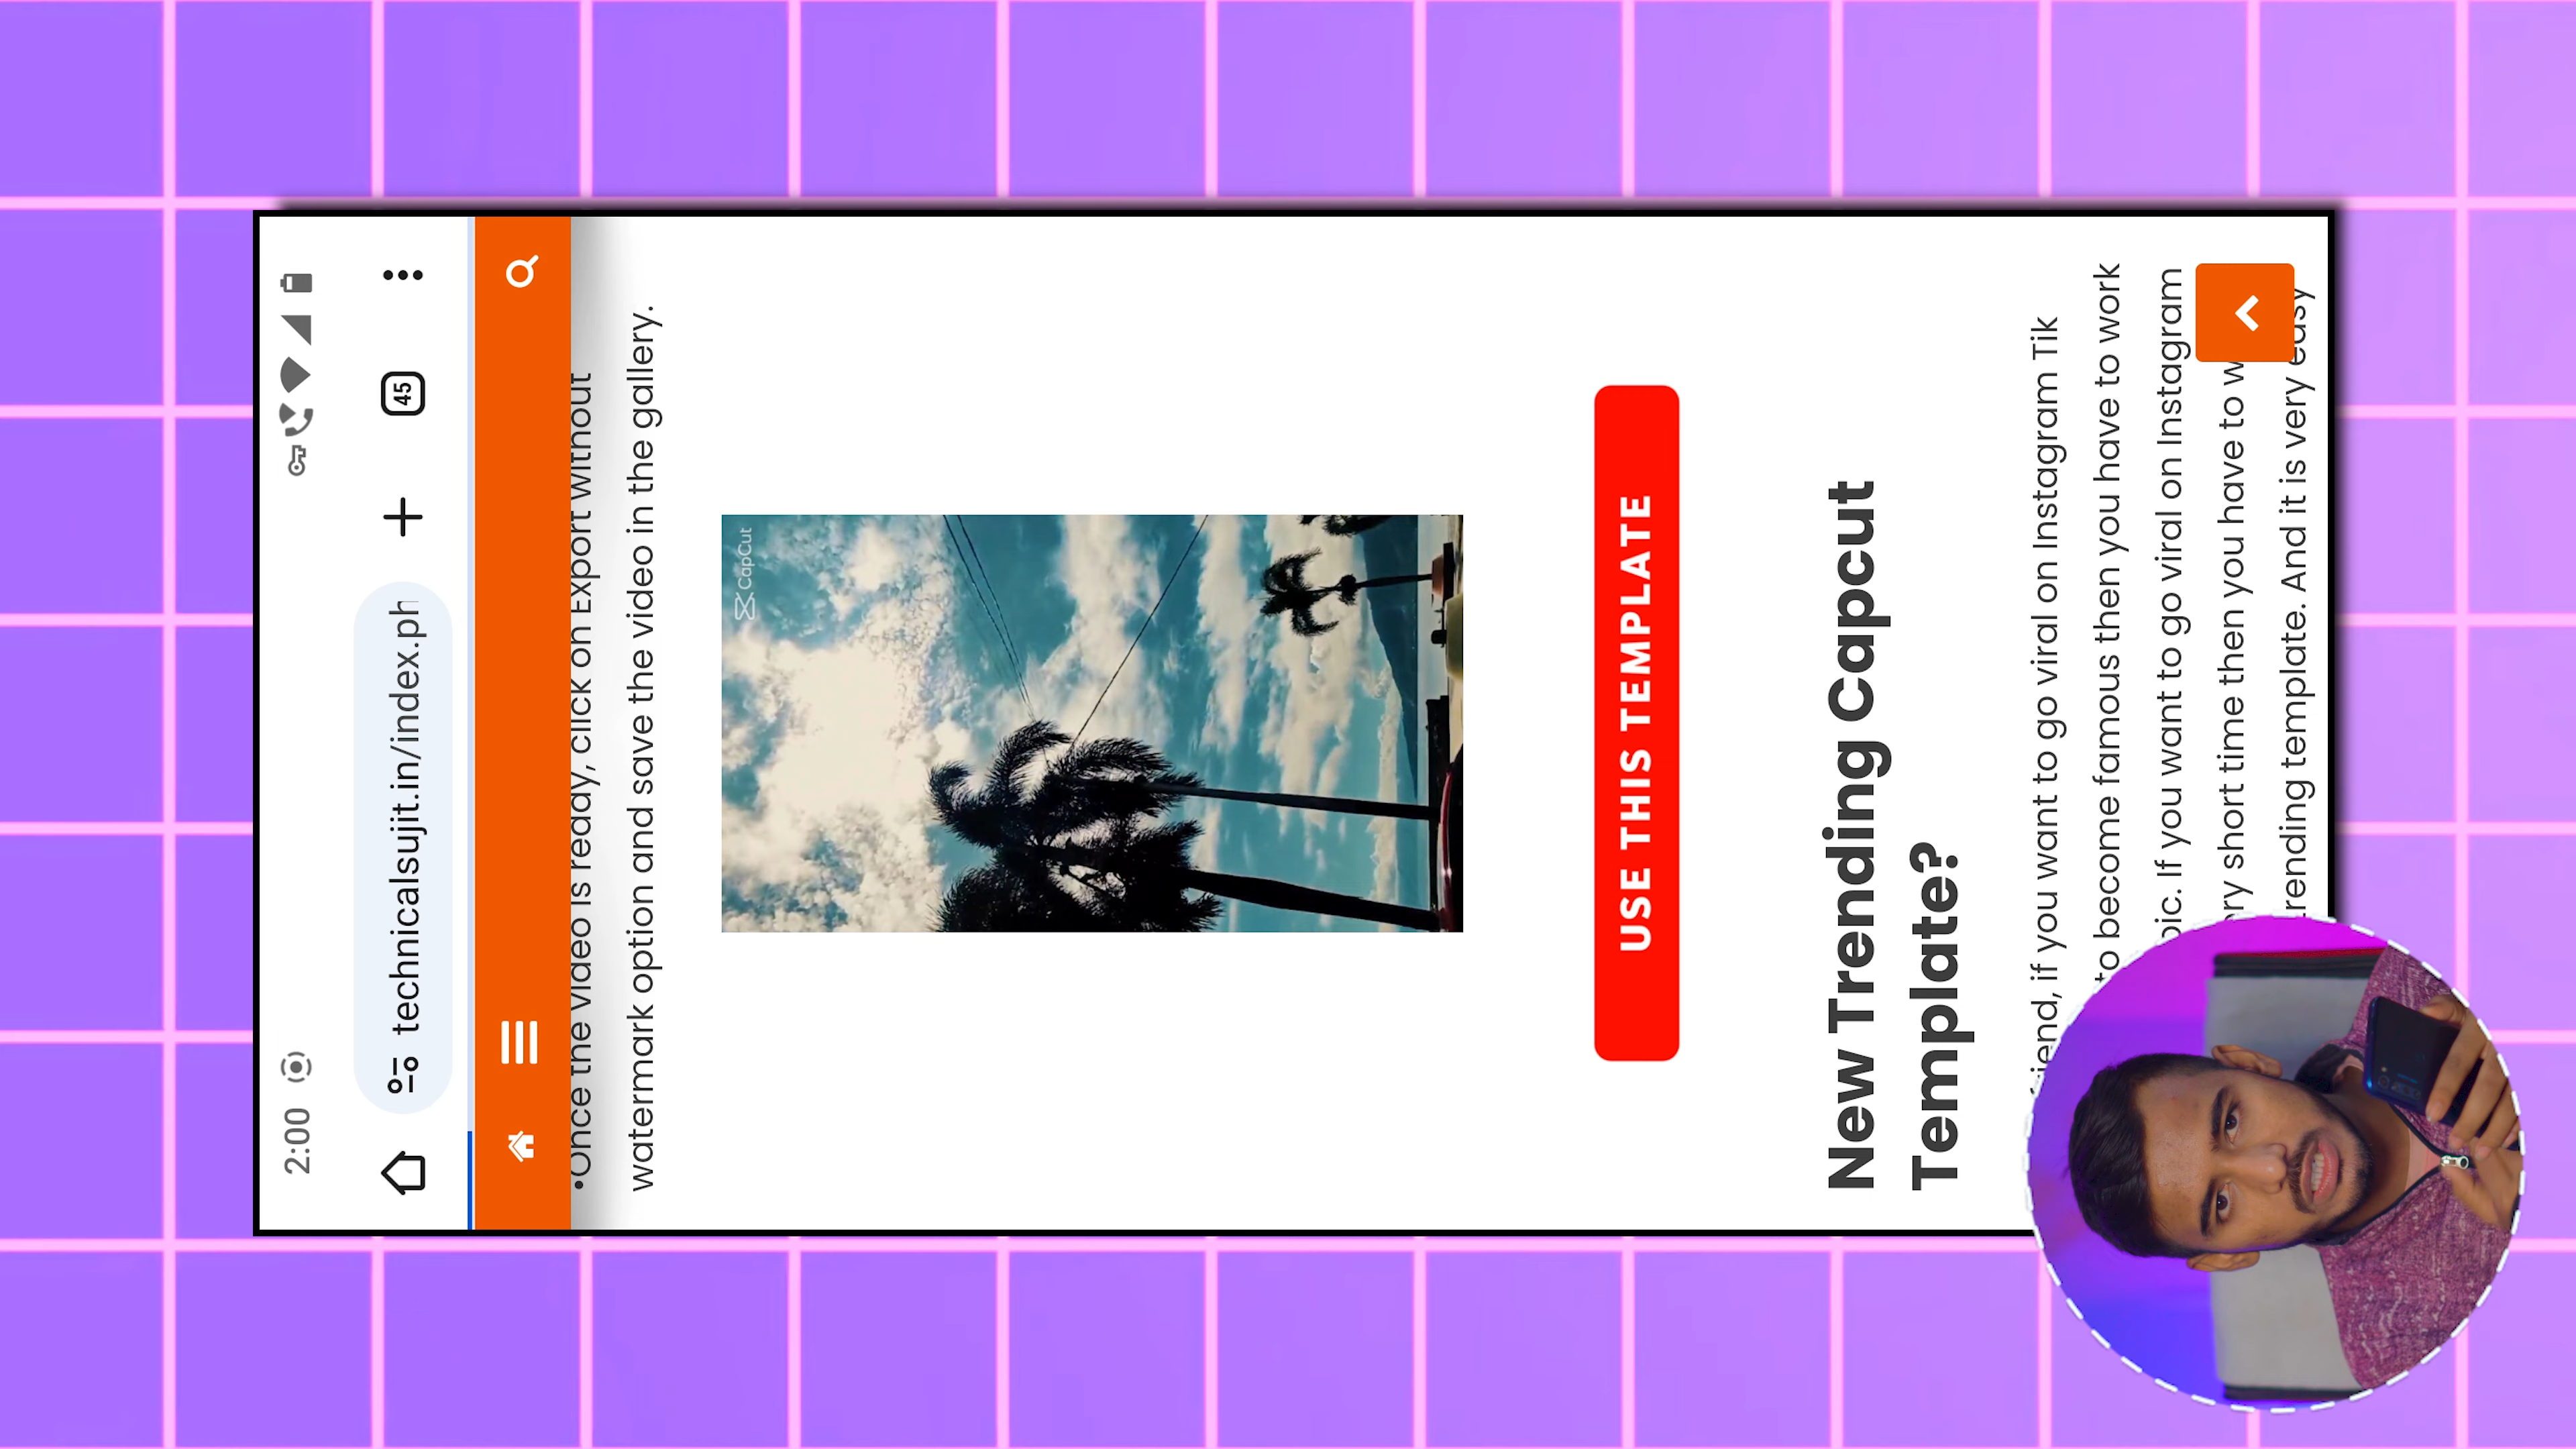 2:00
45
technicalsujit.in/index.ph
•Once the video is ready, click on Export without
watermark option and save the video in the gallery.
CapCut
USE THIS TEMPLATE
New Trending Capcut
Template?
if you want to go viral on Instagram Tik
to become famous then you have to work
If you want to go viral on Instagram
short time then you have to
template. And it is very easy